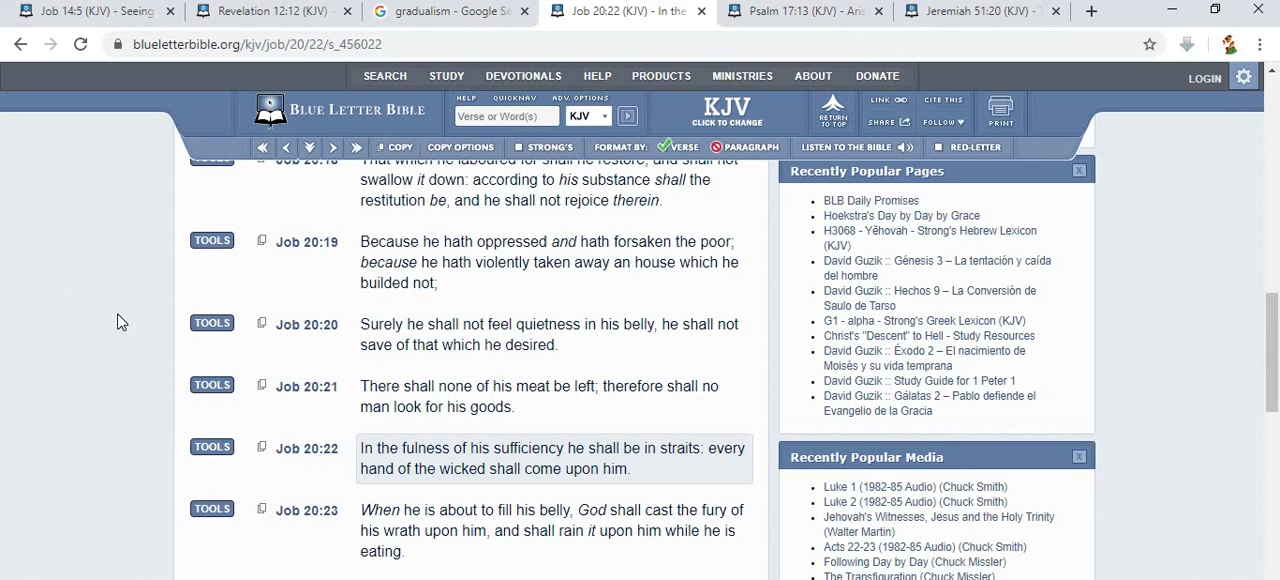 Job 14:5 (KJV) - Seeing
Revelation 12:12 (KJV) -
gradualism - Google Se
Job 20:22 (KJV) - In the
Psalm 17:13 (KJV) - Aris
Jeremiah 51:20 (KJV) - T
blueletterbible.org/kjv/job/20/22/s_456022
SEARCH STUDY DEVOTIONALS HELP PRODUCTS MINISTRIES ABOUT DONATE LOGIN
BLUE LETTER BIBLE
HELP QUICKNAV ADV. OPTIONS
Verse or Word(s) KJV
KJV
CLICK TO CHANGE
RETURN
TO TOP
LINK CITE THIS
SHARE FOLLOW
PRINT
COPY COPY OPTIONS STRONG'S FORMAT BY: VERSE PARAGRAPH LISTEN TO THE BIBLE RED-LETTER
That which he laboured for shall he restore, and shall not
swallow it down: according to his substance shall the
restitution be, and he shall not rejoice therein.
TOOLS Job 20:19 Because he hath oppressed and hath forsaken the poor;
because he hath violently taken away an house which he
builded not;
TOOLS Job 20:20 Surely he shall not feel quietness in his belly, he shall not
save of that which he desired.
TOOLS Job 20:21 There shall none of his meat be left; therefore shall no
man look for his goods.
TOOLS Job 20:22 In the fulness of his sufficiency he shall be in straits: every
hand of the wicked shall come upon him.
TOOLS Job 20:23 When he is about to fill his belly, God shall cast the fury of
his wrath upon him, and shall rain it upon him while he is
eating.
Recently Popular Pages
BLB Daily Promises
Hoekstra's Day by Day by Grace
H3068 - Yĕhovah - Strong's Hebrew Lexicon
(KJV)
David Guzik :: Génesis 3 – La tentación y caída
del hombre
David Guzik :: Hechos 9 – La Conversión de
Saulo de Tarso
G1 - alpha - Strong's Greek Lexicon (KJV)
Christ's "Descent" to Hell - Study Resources
David Guzik :: Éxodo 2 – El nacimiento de
Moisés y su vida temprana
David Guzik :: Study Guide for 1 Peter 1
David Guzik :: Gálatas 2 – Pablo defiende el
Evangelio de la Gracia
Recently Popular Media
Luke 1 (1982-85 Audio) (Chuck Smith)
Luke 2 (1982-85 Audio) (Chuck Smith)
Jehovah's Witnesses, Jesus and the Holy Trinity
(Walter Martin)
Acts 22-23 (1982-85 Audio) (Chuck Smith)
Following Day by Day (Chuck Missler)
The Transfiguration (Chuck Missler)